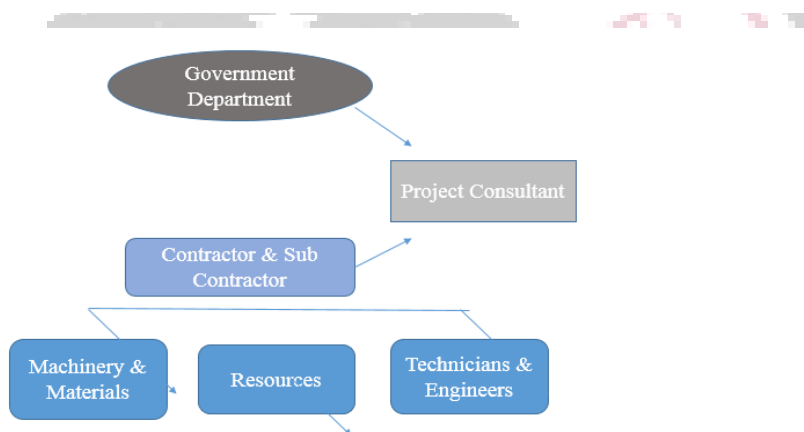 Government
Department
Project Consultant
Contractor & Sub
Contractor
Machinery &
Materials
Resources
Technicians &
Engineers